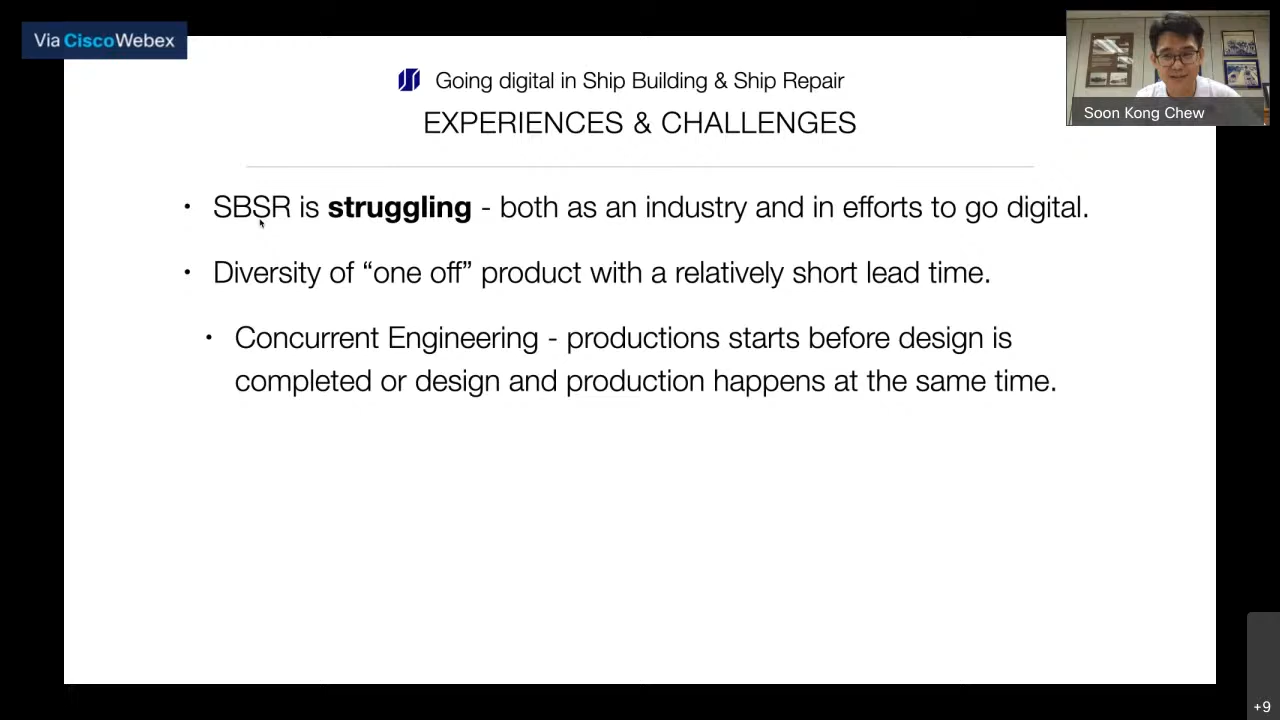 Via Cisco Webex
Going digital in Ship Building & Ship Repair
EXPERIENCES & CHALLENGES
Soon Kong Chew
• SBSR is struggling - both as an industry and in efforts to go digital.
• Diversity of “one off” product with a relatively short lead time.
• Concurrent Engineering - productions starts before design is
completed or design and production happens at the same time.
+9